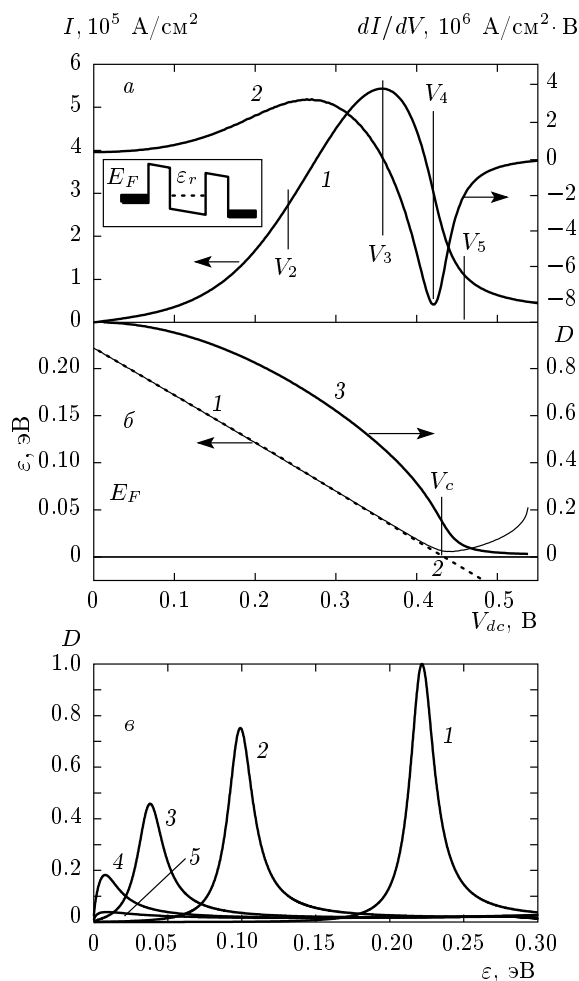 I, 10⁵ А/см² dI/dV, 10⁶ А/см²·В
6 а 2 V₄ 4
5 2
4 0
E_F ε_r 1
3 −2
2 V₂ V₃ V₅ −4
1 −6
0 −8
D
0.20 1 3 0.8
0.15 б 0.6
ε, эВ
0.10 0.4
0.05 E_F V_c 0.2
0 2 0
0 0.1 0.2 0.3 0.4 0.5
V_dc, В
D
1.0
в 1
0.8
2
0.6
0.4 3
0.2 4 5
0
0 0.05 0.10 0.15 0.20 0.25 0.30
ε, эВ